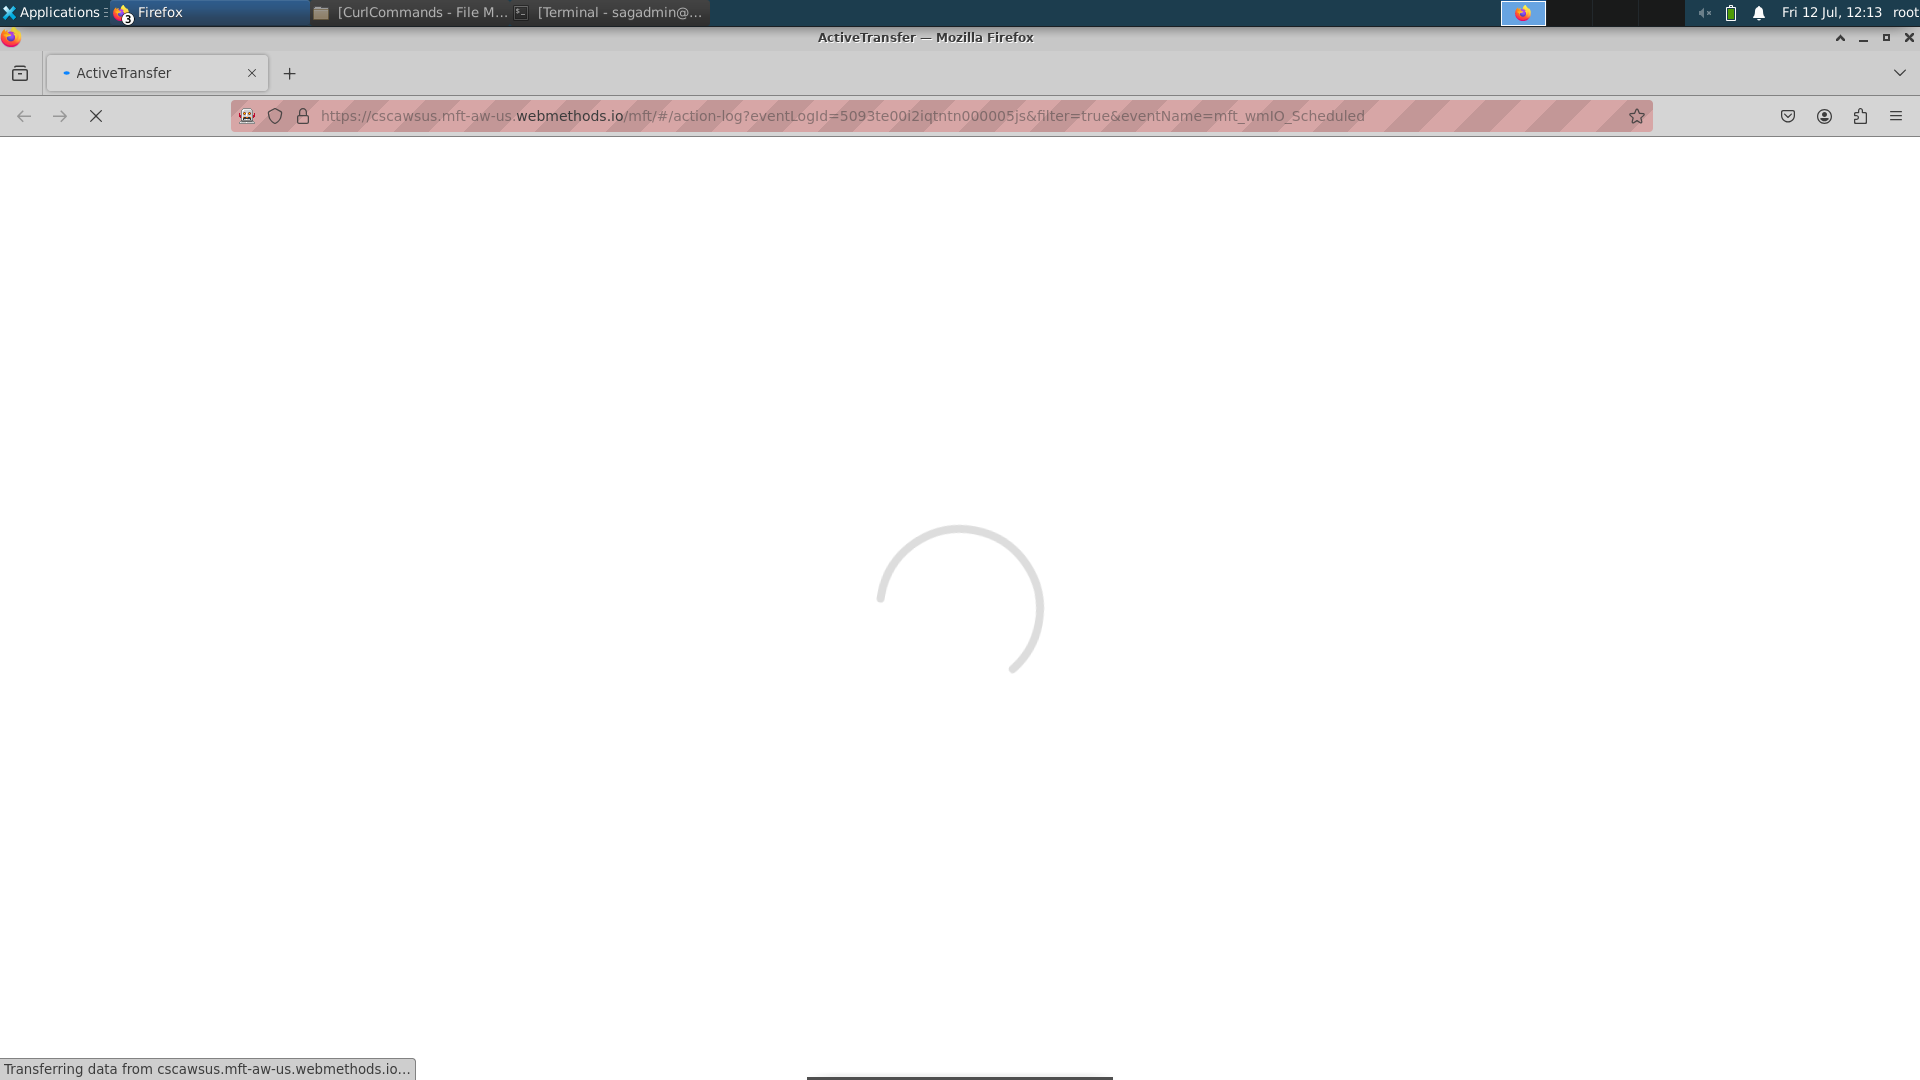 Applications
3
Firefox
[CurlCommands - File M...
[Terminal - sagadmin@...
Fri 12 Jul, 12:13
root
ActiveTransfer — Mozilla Firefox
ActiveTransfer
https://cscawsus.mft-aw-us.webmethods.io/mft/#/action-log?eventLogId=5093te00i2iqtntn000005js&filter=true&eventName=mft_wmIO_Scheduled
Transferring data from cscawsus.mft-aw-us.webmethods.io...